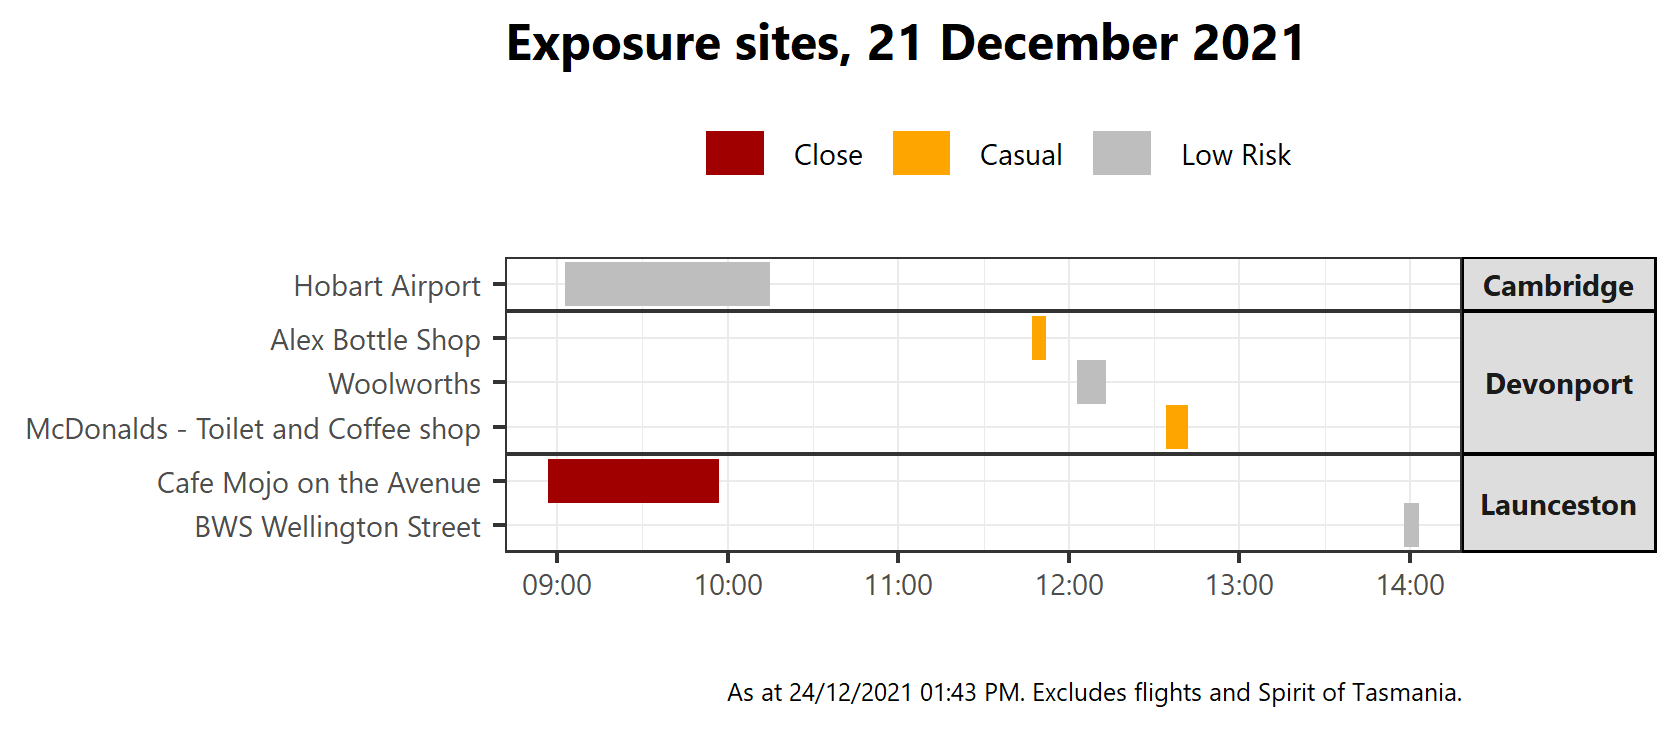 Exposure sites, 21 December 2021
Close Casual Low Risk
Hobart Airport
Cambridge
Alex Bottle Shop
Woolworths
McDonalds - Toilet and Coffee shop
Devonport
Cafe Mojo on the Avenue
BWS Wellington Street
Launceston
09:00 10:00 11:00 12:00 13:00 14:00
As at 24/12/2021 01:43 PM. Excludes flights and Spirit of Tasmania.